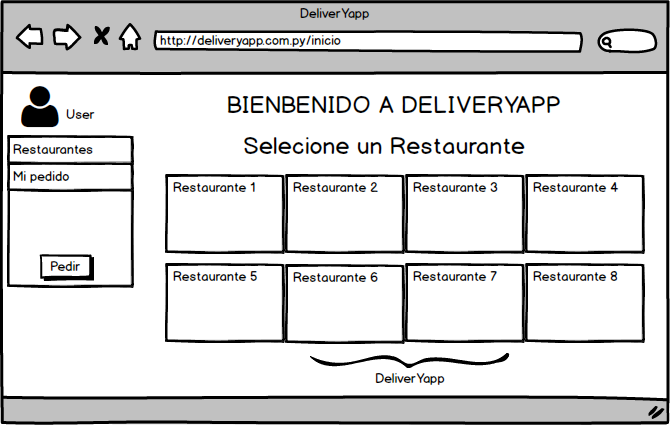 DeliverYapp
http://deliveryapp.com.py/inicio
User
Restaurantes
Mi pedido
Pedir
BIENBENIDO A DELIVERYAPP
Selecione un Restaurante
Restaurante 1
Restaurante 2
Restaurante 3
Restaurante 4
Restaurante 5
Restaurante 6
Restaurante 7
Restaurante 8
DeliverYapp